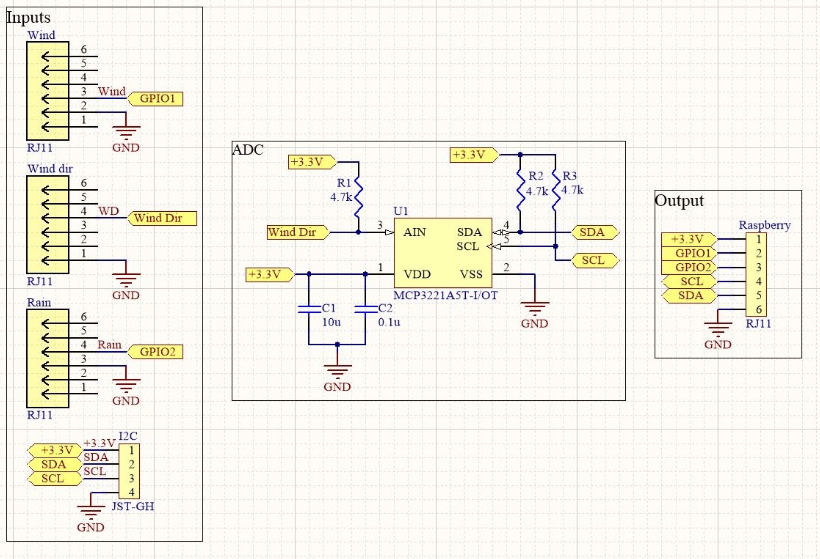 Inputs
Wind
6
5
4
Wind 3 GPIO1
2
1
RJ11
GND
Wind dir
6
5
WD 4 Wind Dir
3
2
1
RJ11
GND
Rain
6
5
Rain 4 GPIO2
3
2
1
RJ11
GND
I2C
+3.3V +3.3V 1
SDA SDA 2
SCL SCL 3
4
JST-GH
GND
ADC
+3.3V
R1
4.7k
+3.3V
R2
4.7k
R3
4.7k
U1
Wind Dir 3 AIN
SDA 4 SDA
SCL 5 SCL
+3.3V 1 VDD
VSS 2
MCP3221A5T-I/OT
GND
C1
10u
C2
0.1u
GND
Output
Raspberry
+3.3V 1
GPIO1 2
GPIO2 3
SCL 4
SDA 5
6
RJ11
GND